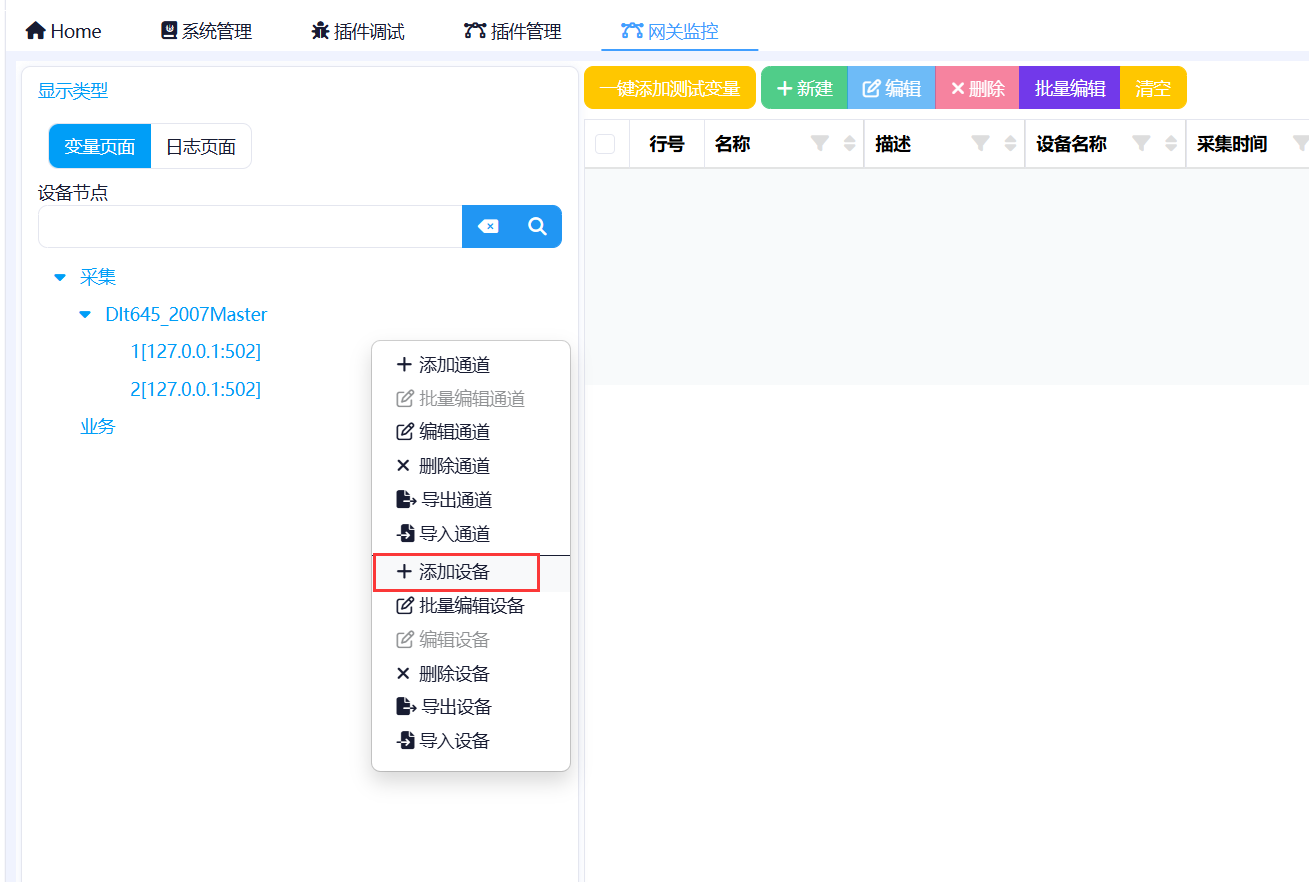 Home 系统管理 插件调试 插件管理 网关监控
显示类型
变量页面 日志页面
设备节点
采集
Dlt645_2007Master
1[127.0.0.1:502]
2[127.0.0.1:502]
业务
添加通道
批量编辑通道
编辑通道
删除通道
导出通道
导入通道
添加设备
批量编辑设备
编辑设备
删除设备
导出设备
导入设备
一键添加测试变量 新建 编辑 删除 批量编辑 清空
行号 名称 描述 设备名称 采集时间